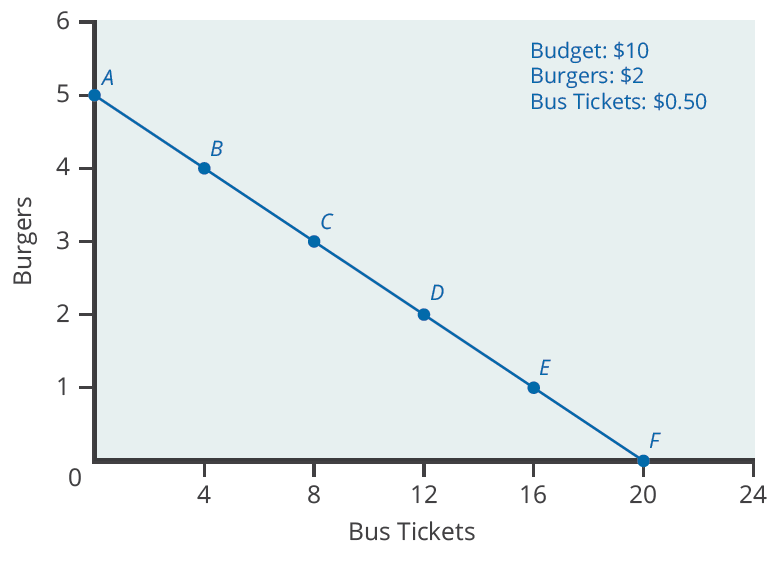 6
5
4
3
2
1
0
Burgers
A
B
C
D
E
F
Budget: $10
Burgers: $2
Bus Tickets: $0.50
4 8 12 16 20 24
Bus Tickets